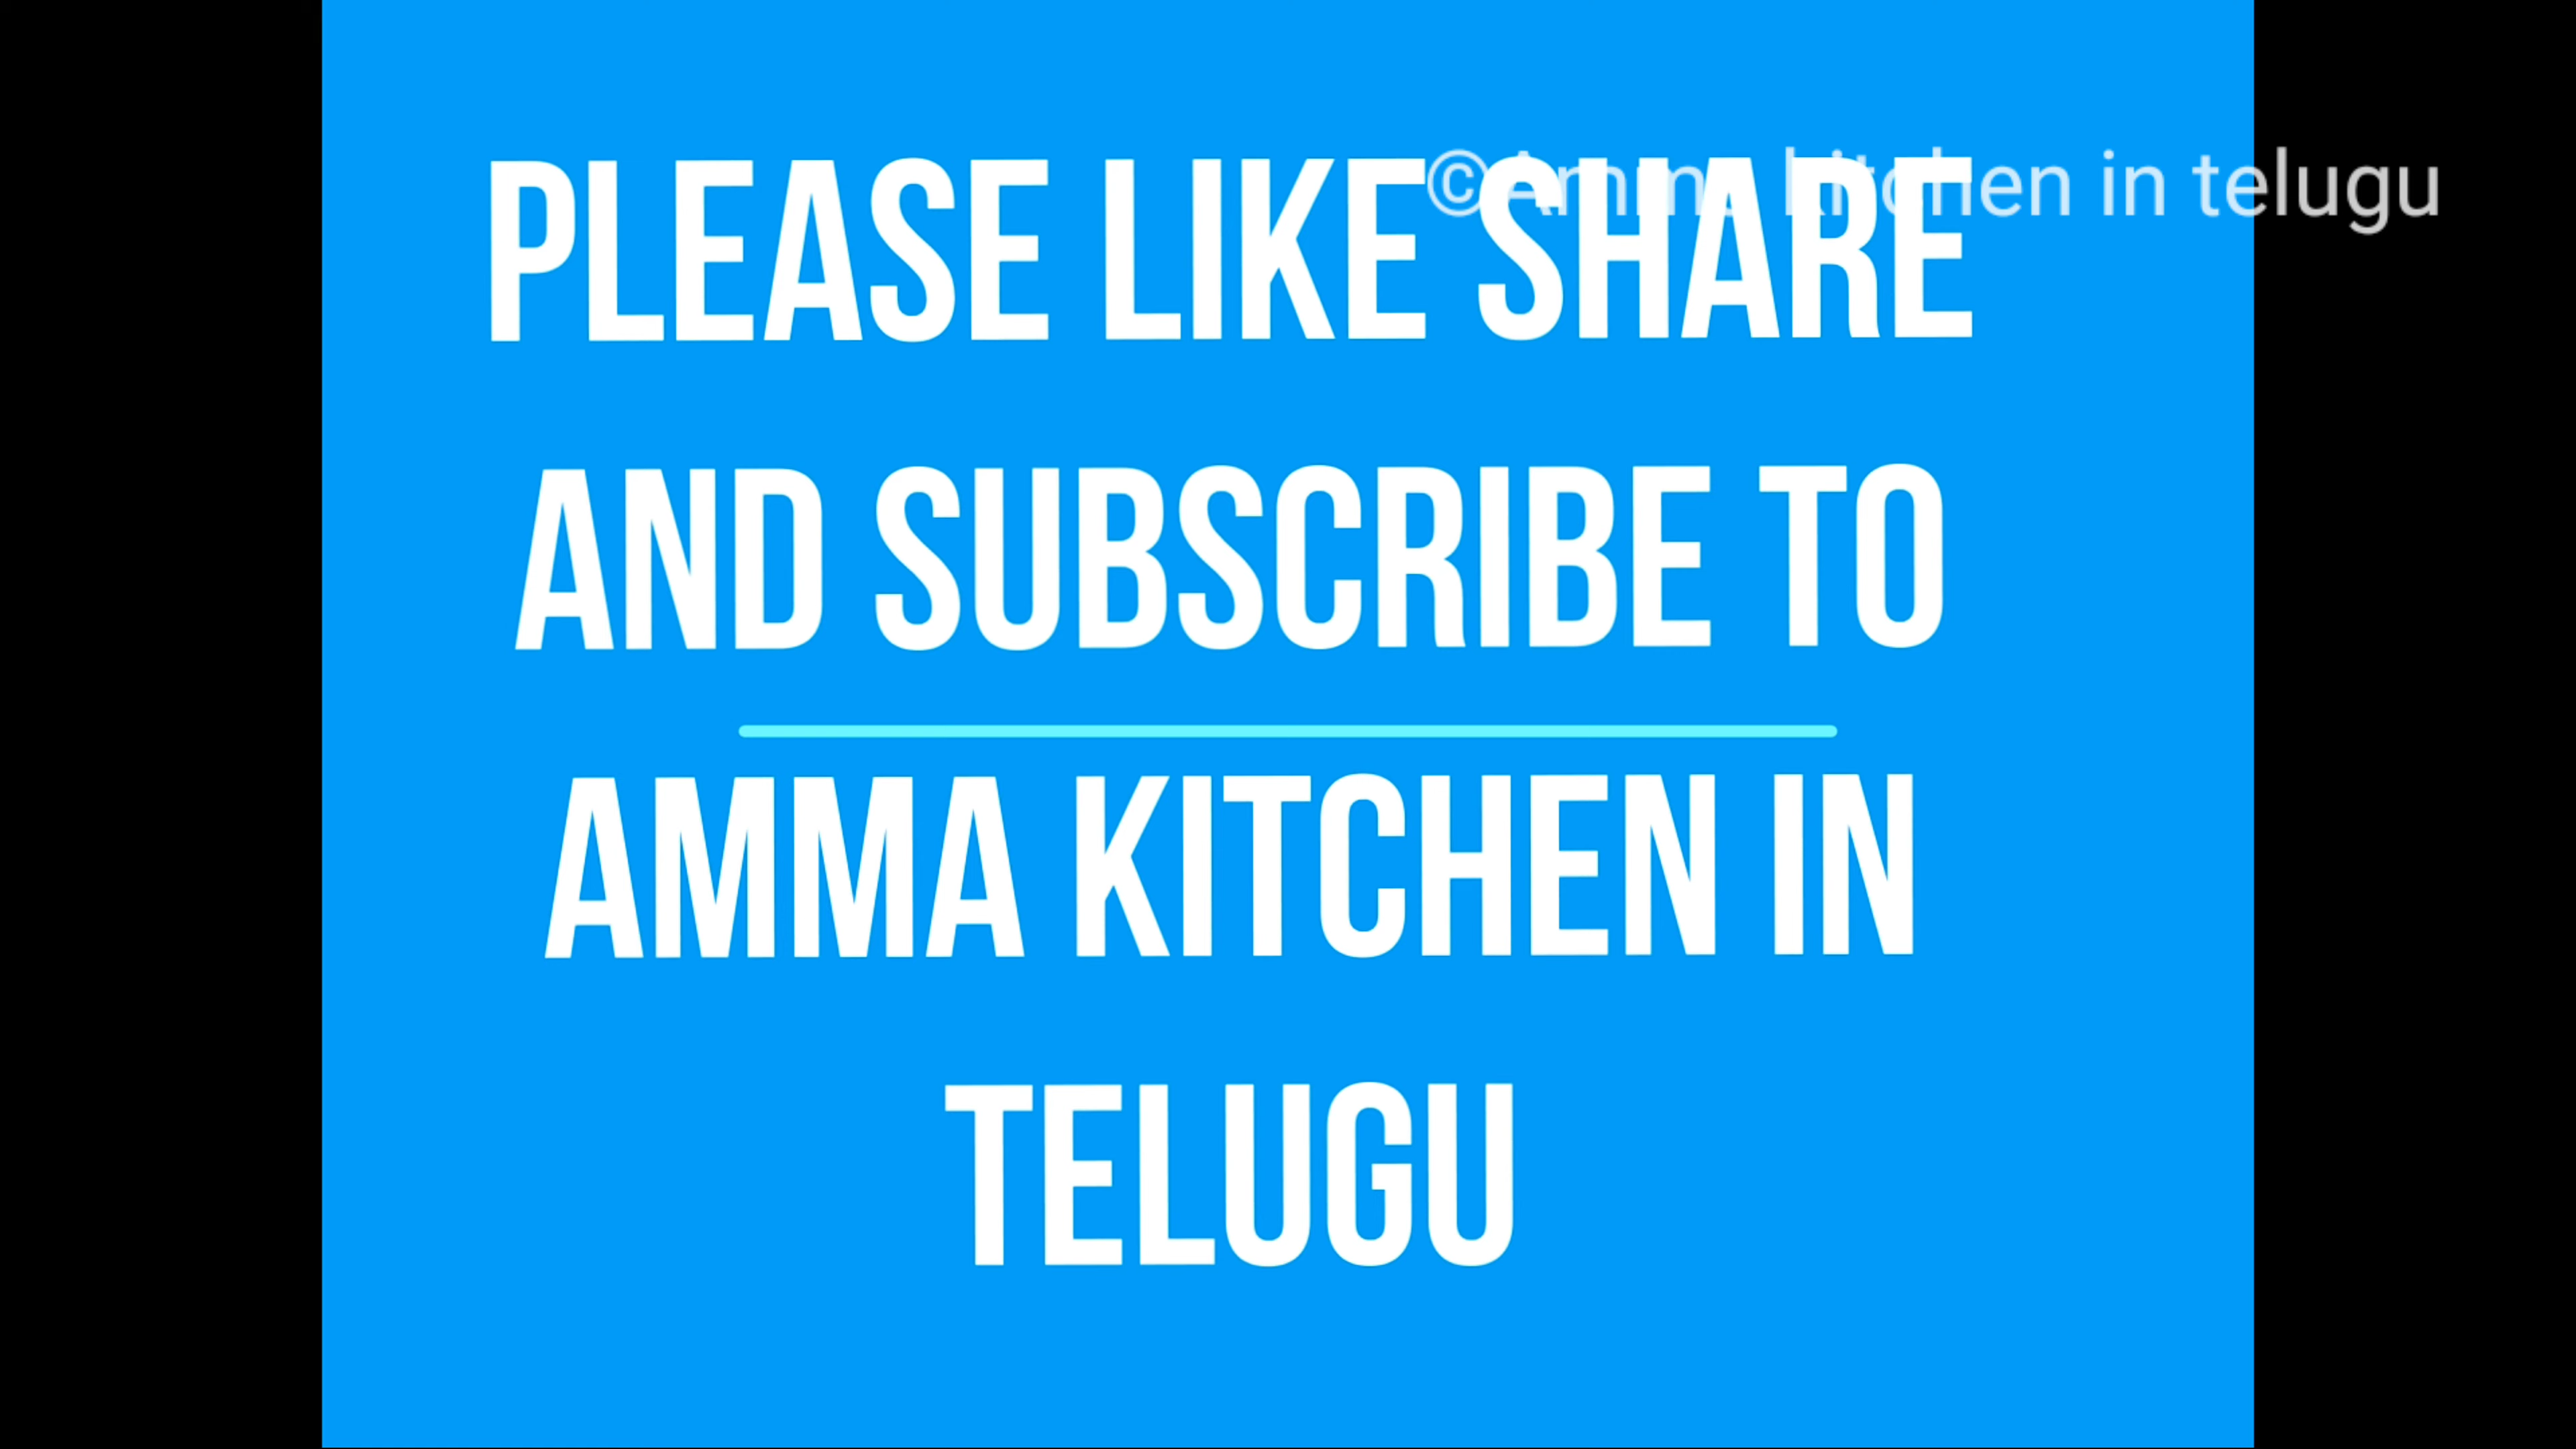 ©Amma kitchen in telugu
PLEASE LIKE SHARE
AND SUBSCRIBE TO
AMMA KITCHEN IN
TELUGU